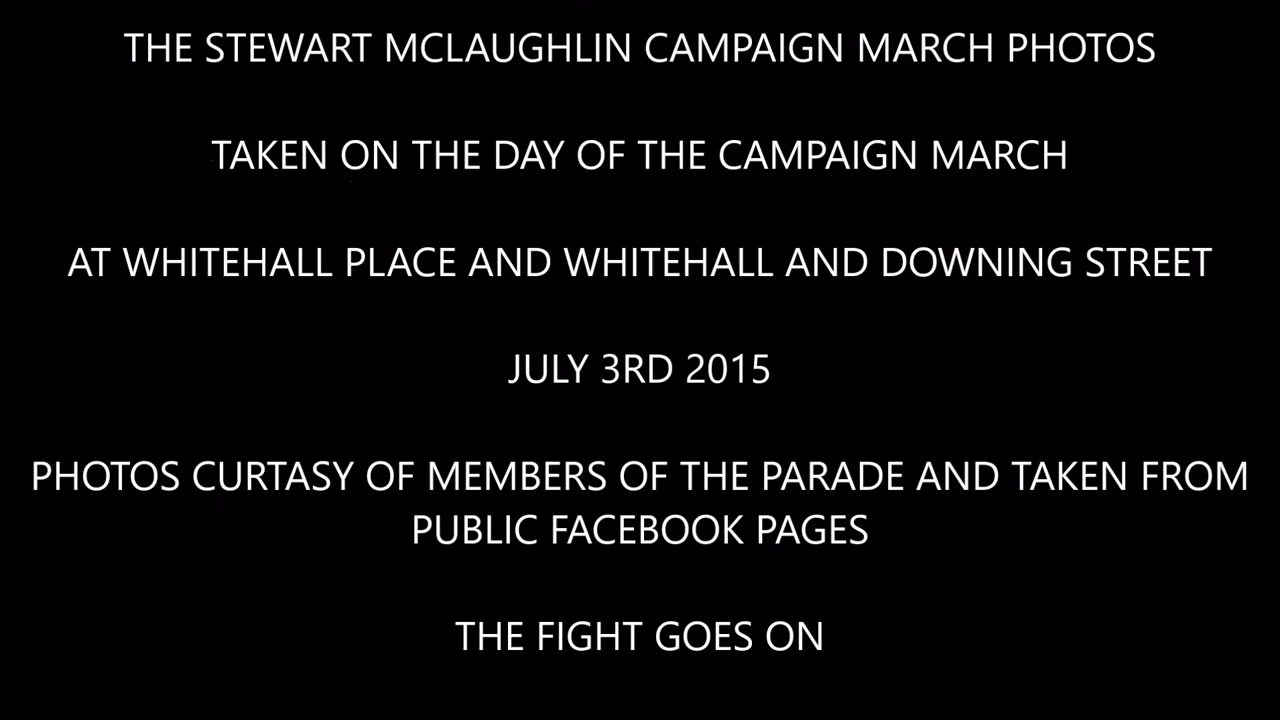 THE STEWART MCLAUGHLIN CAMPAIGN MARCH PHOTOS
TAKEN ON THE DAY OF THE CAMPAIGN MARCH
AT WHITEHALL PLACE AND WHITEHALL AND DOWNING STREET
JULY 3RD 2015
PHOTOS CURTASY OF MEMBERS OF THE PARADE AND TAKEN FROM
PUBLIC FACEBOOK PAGES
THE FIGHT GOES ON